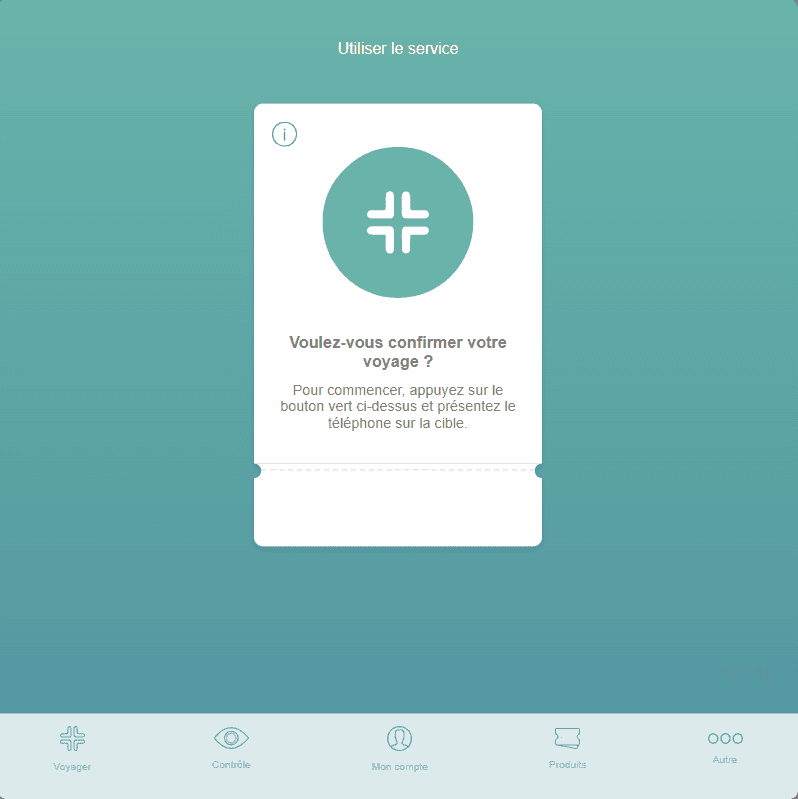 Utiliser le service
i
Voulez-vous confirmer votre
voyage ?
Pour commencer, appuyez sur le
bouton vert ci-dessus et présentez le
téléphone sur la cible.
Voyager
Contrôle
Mon compte
Produits
Autre